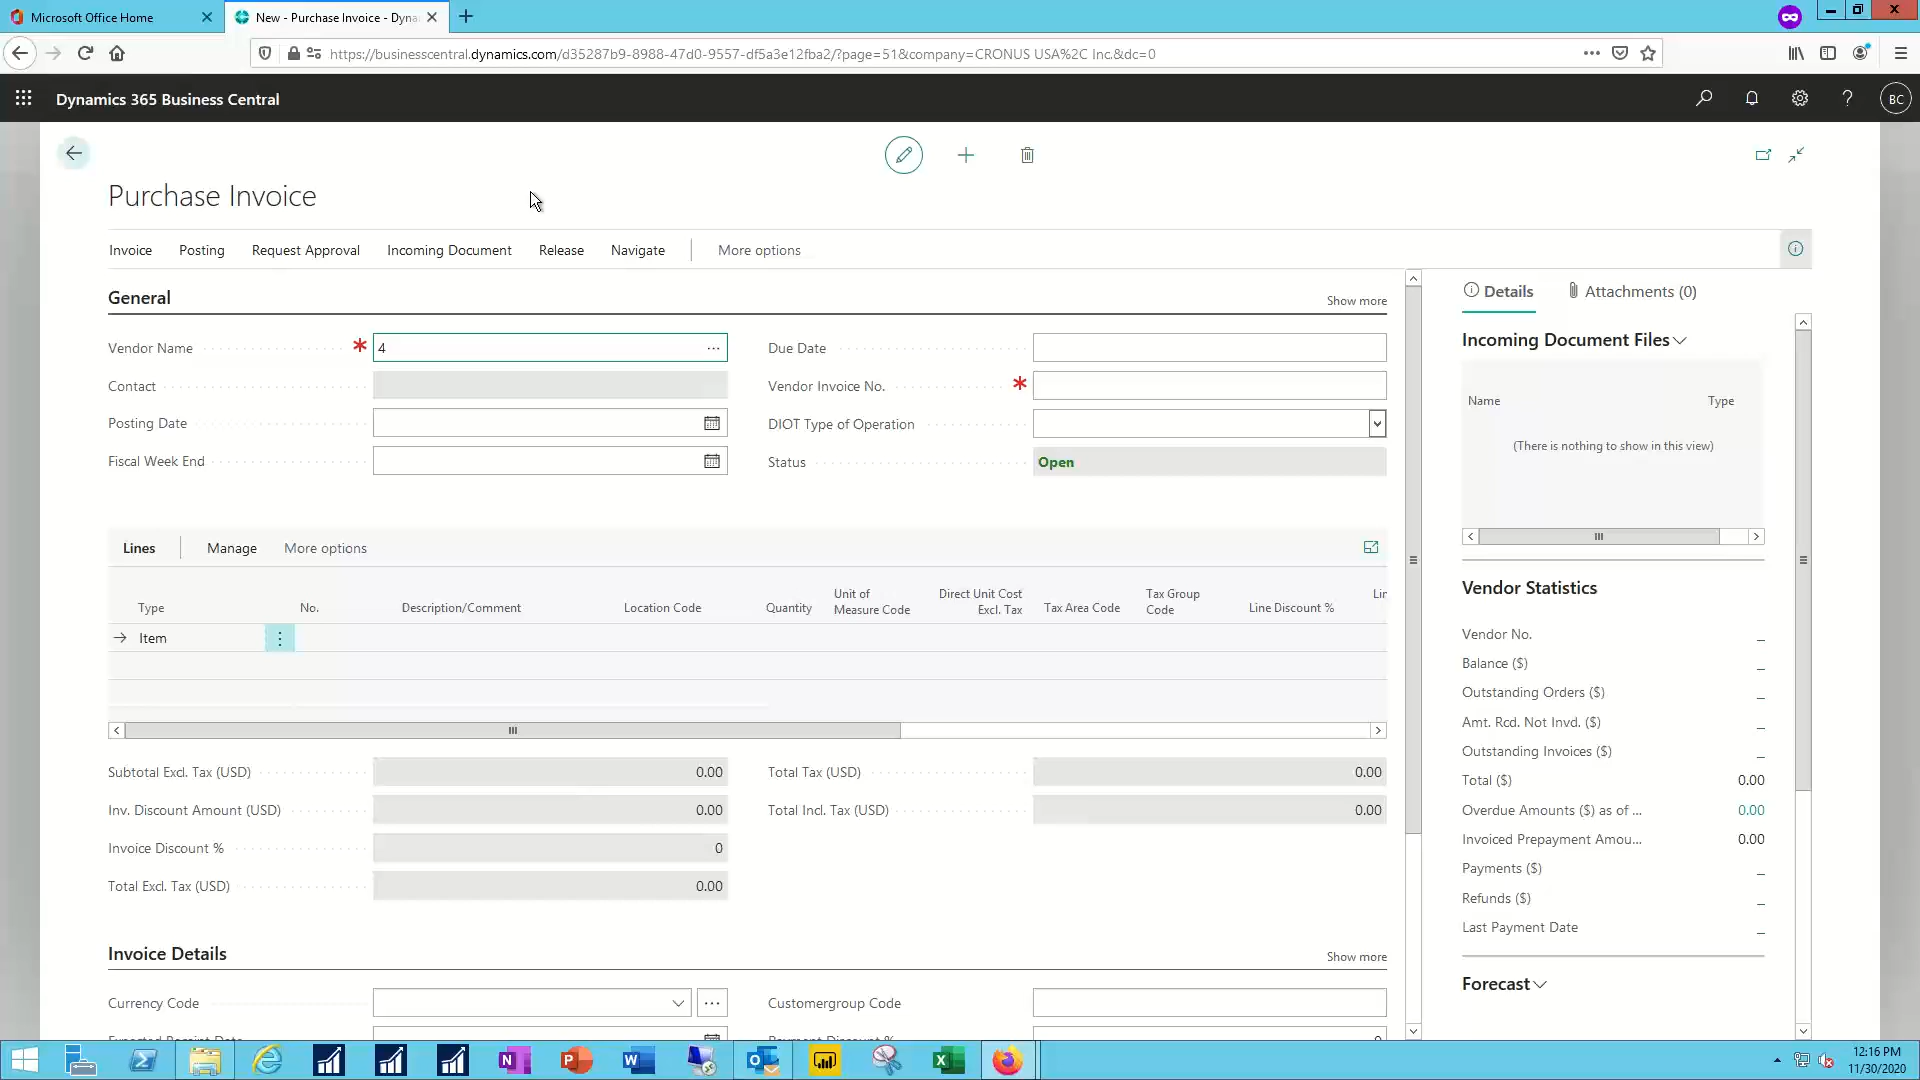 Microsoft Office Home
New - Purchase Invoice - Dyna
https://businesscentral.dynamics.com/d35287b9-8988-47d0-9557-df5a3e12fba2/?page=51&company=CRONUS USA%2C Inc.&dc=0
Dynamics 365 Business Central
BC
Purchase Invoice
Invoice Posting Request Approval Incoming Document Release Navigate More options
General
Show more
Vendor Name * 4 ...
Due Date
Contact
Vendor Invoice No. *
Posting Date
DIOT Type of Operation
Fiscal Week End
Status Open
Lines Manage More options
Type No. Description/Comment Location Code Quantity Unit of Measure Code Direct Unit Cost Excl. Tax Tax Area Code Tax Group Code Line Discount % Lir
Item
Subtotal Excl. Tax (USD) 0.00
Total Tax (USD) 0.00
Inv. Discount Amount (USD) 0.00
Total Incl. Tax (USD) 0.00
Invoice Discount % 0
Total Excl. Tax (USD) 0.00
Invoice Details
Show more
Currency Code ...
Customergroup Code
Expected Receipt Date
Payment Discount % 0
Details Attachments (0)
Incoming Document Files
Name Type
(There is nothing to show in this view)
Vendor Statistics
Vendor No. _
Balance ($) _
Outstanding Orders ($) _
Amt. Rcd. Not Invd. ($) _
Outstanding Invoices ($) _
Total ($) 0.00
Overdue Amounts ($) as of ... 0.00
Invoiced Prepayment Amou... 0.00
Payments ($) _
Refunds ($) _
Last Payment Date _
Forecast
12:16 PM
11/30/2020